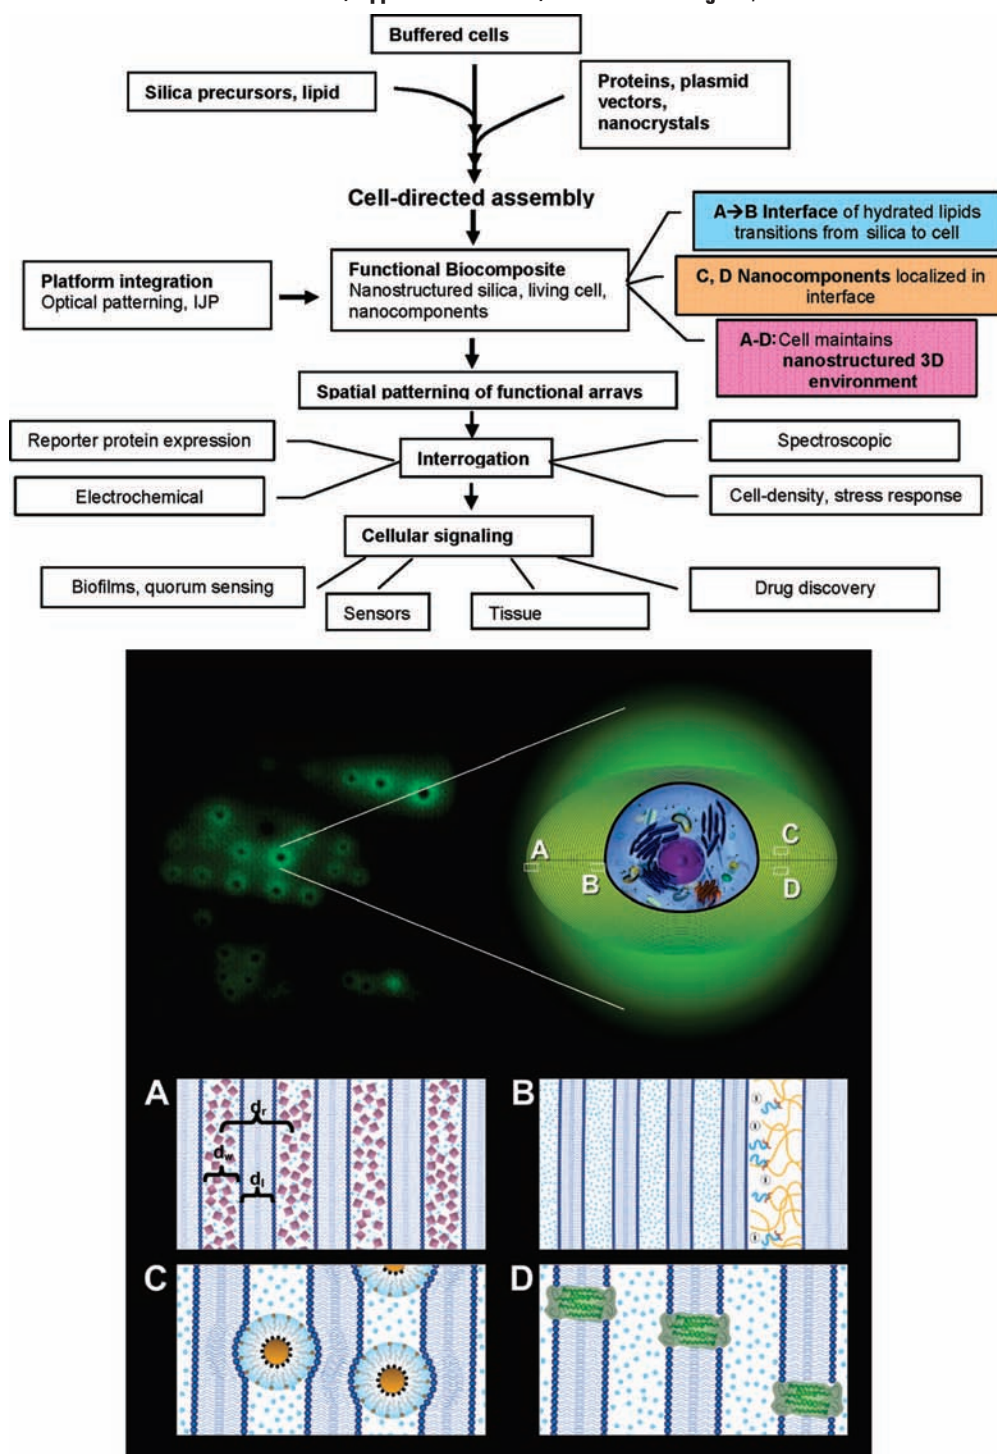 Buffered cells
Silica precursors, lipid
Proteins, plasmid
vectors,
nanocrystals
Cell-directed assembly
A→B Interface of hydrated lipids
transitions from silica to cell
Platform integration
Optical patterning, IJP
Functional Biocomposite
Nanostructured silica, living cell,
nanocomponents
C, D Nanocomponents localized in
interface
A-D: Cell maintains
nanostructured 3D
environment
Spatial patterning of functional arrays
Reporter protein expression
Interrogation
Spectroscopic
Electrochemical
Cell-density, stress response
Cellular signaling
Biofilms, quorum sensing
Sensors
Tissue
Drug discovery
A
B
C
D
A
dr
dw
dl
B
C
D